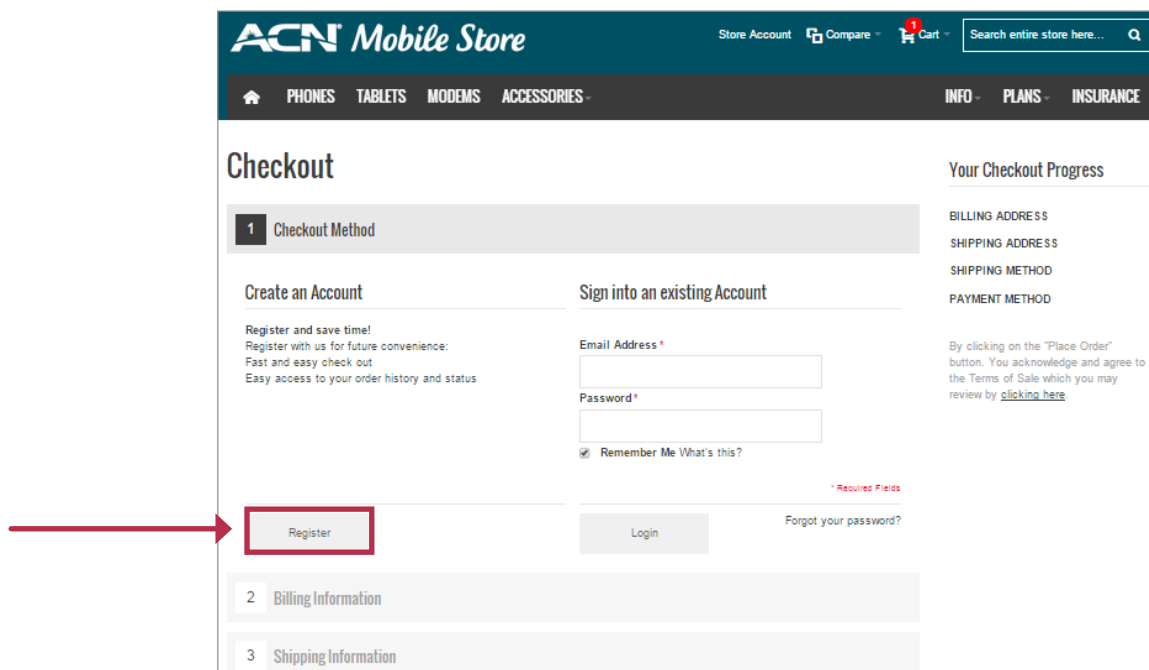 ACN Mobile Store
Store Account Compare 1 Cart Search entire store here...
PHONES TABLETS MODEMS ACCESSORIES INFO PLANS INSURANCE
Checkout
1 Checkout Method
Create an Account
Register and save time!
Register with us for future convenience:
Fast and easy check out
Easy access to your order history and status
Register
Sign into an existing Account
Email Address *
Password *
Remember Me What's this?
* Required Fields
Login
Forgot your password?
2 Billing Information
3 Shipping Information
Your Checkout Progress
BILLING ADDRESS
SHIPPING ADDRESS
SHIPPING METHOD
PAYMENT METHOD
By clicking on the "Place Order"
button. You acknowledge and agree to
the Terms of Sale which you may
review by clicking here.